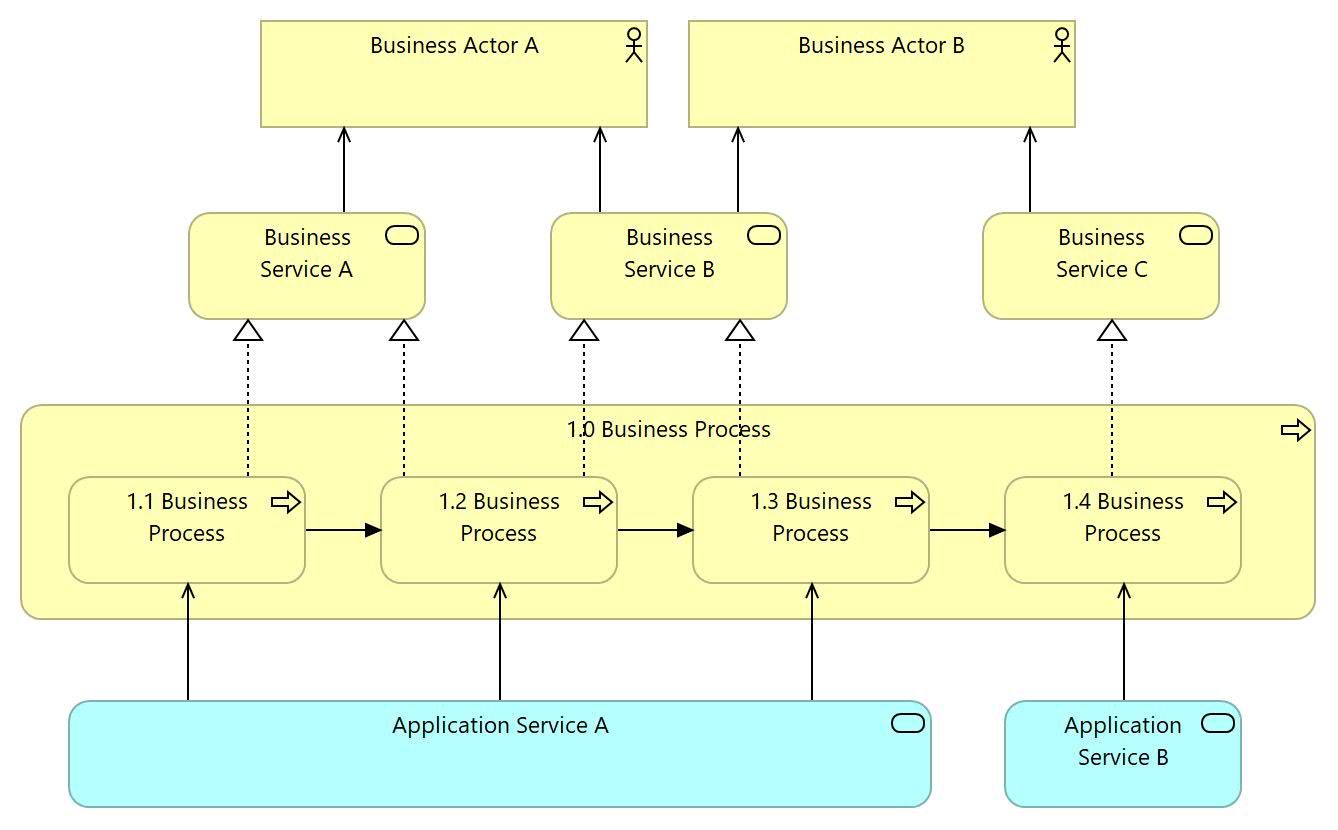 Business Actor A
Business Actor B
Business
Service A
Business
Service B
Business
Service C
1.0 Business Process
1.1 Business
Process
1.2 Business
Process
1.3 Business
Process
1.4 Business
Process
Application Service A
Application
Service B